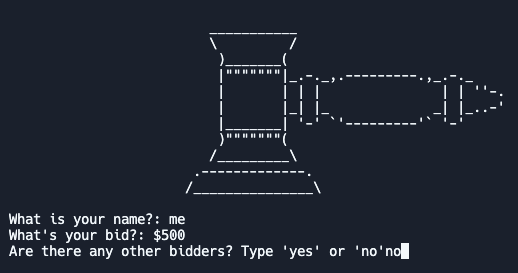 What is your name?: me
What's your bid?: $500
Are there any other bidders? Type 'yes' or 'no'no